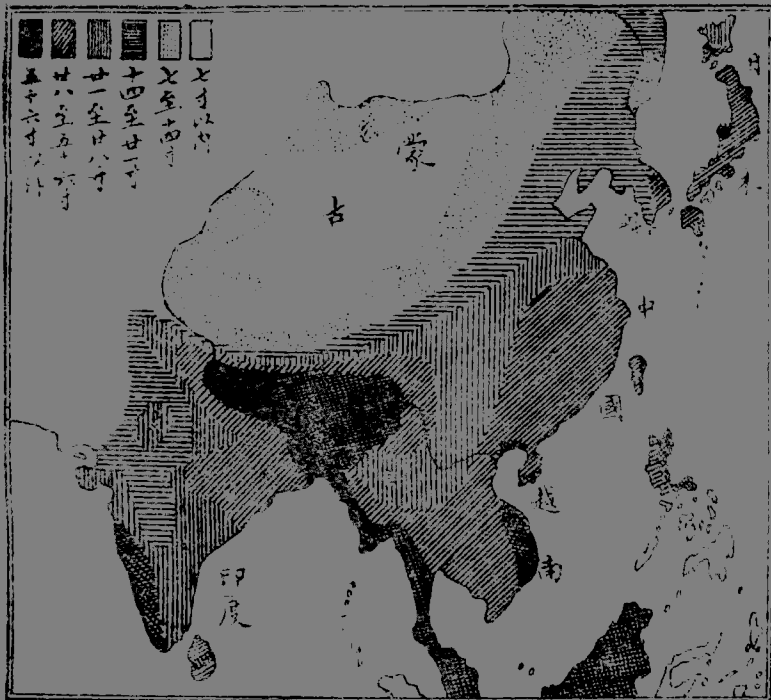 七寸以內
七至十四寸
十四至廿一寸
廿一至廿八寸
廿八至五十六寸
五十六寸以外
蒙
古
日
本
中
國
越
南
印度